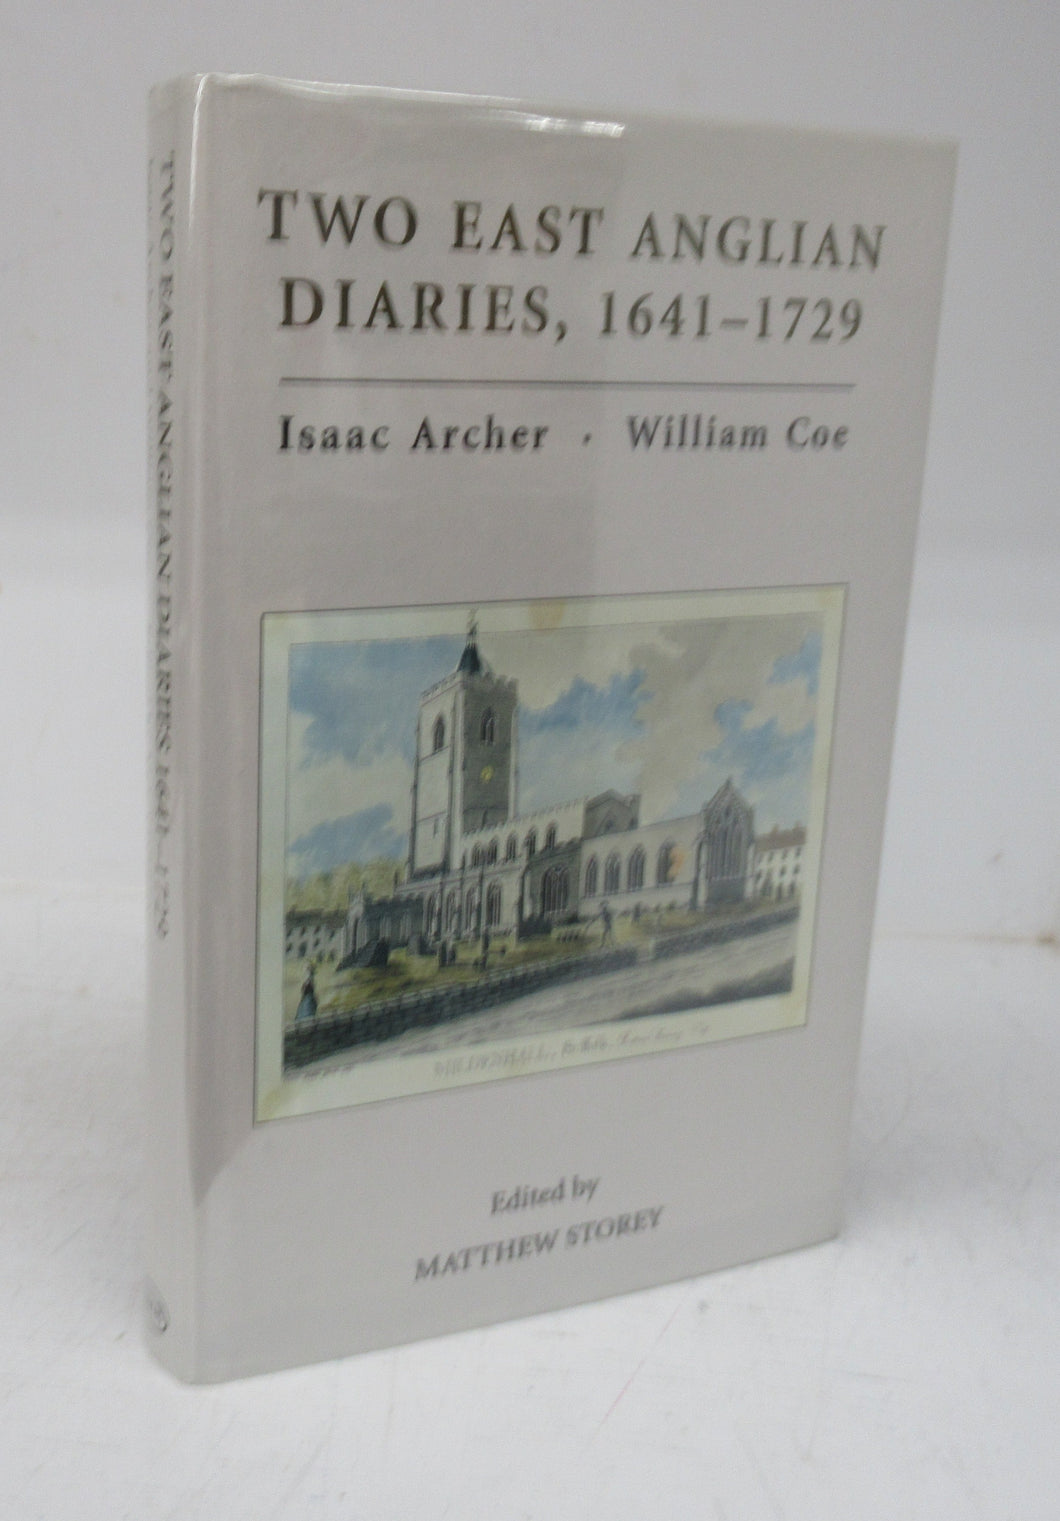 TWO EAST ANGLIAN
DIARIES, 1641–1729
Isaac Archer · William Coe
MILDENHALL,
Edited by
MATTHEW STOREY
TWO EAST ANGLIAN DIARIES 1641–1729